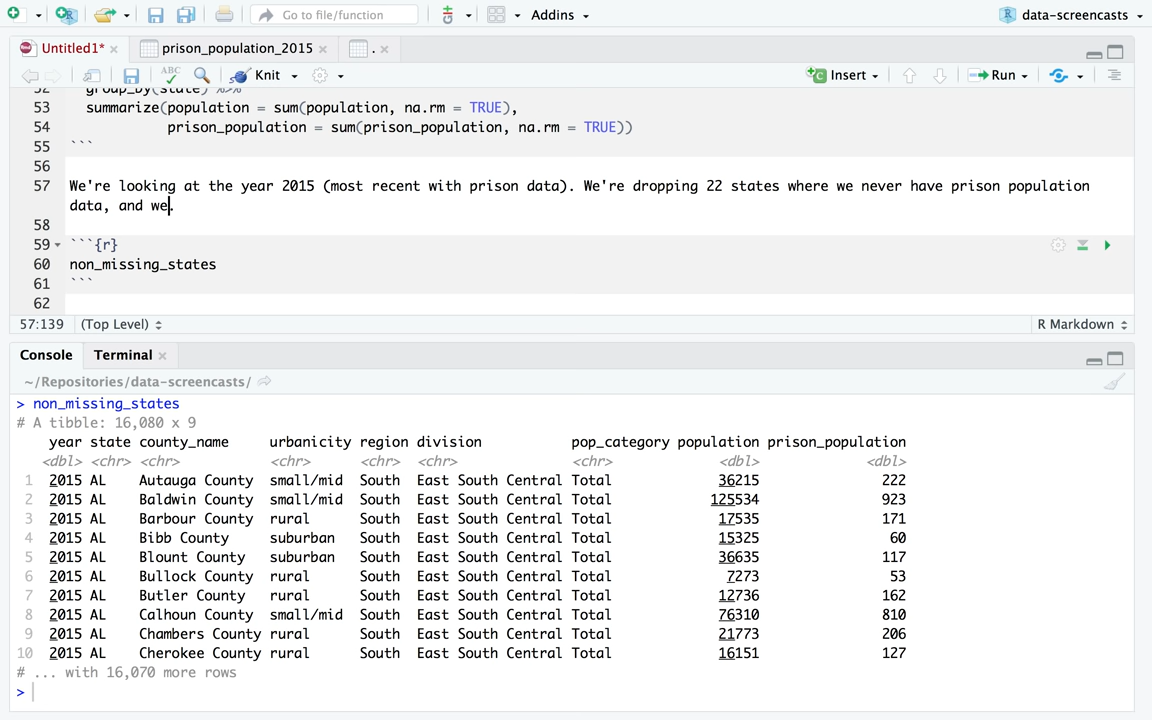 Go to file/function
Addins
data-screencasts
Untitled1*
prison_population_2015
.
ABC
Knit
Insert
Run
52 group_by(state) %>%
53 summarize(population = sum(population, na.rm = TRUE),
54 prison_population = sum(prison_population, na.rm = TRUE))
55 ```
56
57 We're looking at the year 2015 (most recent with prison data). We're dropping 22 states where we never have prison population
data, and we.
58
59 ```{r}
60 non_missing_states
61 ```
62
57:139 (Top Level) R Markdown
Console Terminal
~/Repositories/data-screencasts/
> non_missing_states
# A tibble: 16,080 x 9
year state county_name urbanicity region division pop_category population prison_population
<dbl> <chr> <chr> <chr> <chr> <chr> <chr> <dbl> <dbl>
1 2015 AL Autauga County small/mid South East South Central Total 36215 222
2 2015 AL Baldwin County small/mid South East South Central Total 125534 923
3 2015 AL Barbour County rural South East South Central Total 17535 171
4 2015 AL Bibb County suburban South East South Central Total 15325 60
5 2015 AL Blount County suburban South East South Central Total 36635 117
6 2015 AL Bullock County rural South East South Central Total 7273 53
7 2015 AL Butler County rural South East South Central Total 12736 162
8 2015 AL Calhoun County small/mid South East South Central Total 76310 810
9 2015 AL Chambers County rural South East South Central Total 21773 206
10 2015 AL Cherokee County rural South East South Central Total 16151 127
# ... with 16,070 more rows
>